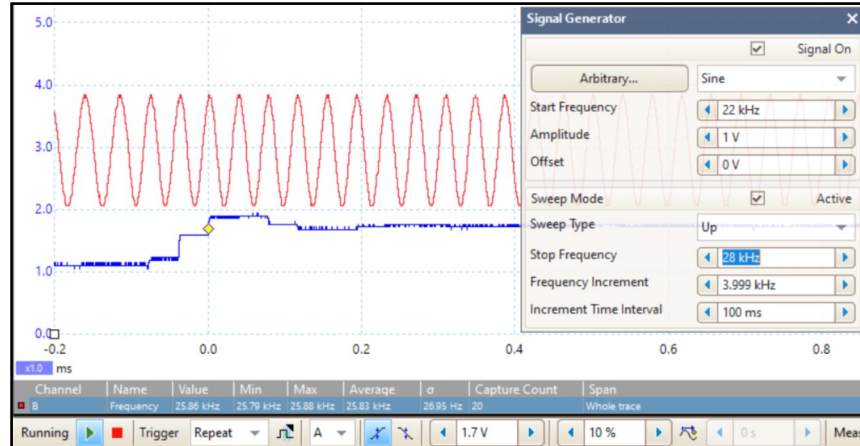 5.0
4.0
3.0
2.0
1.0
0.0
-0.2 0.0 0.2 0.4 0.6 0.8
x1.0 ms
Signal Generator
Signal On
Arbitrary... Sine
Start Frequency 22 kHz
Amplitude 1 V
Offset 0 V
Sweep Mode Active
Sweep Type Up
Stop Frequency 28 kHz
Frequency Increment 3.999 kHz
Increment Time Interval 100 ms
Channel Name Value Min Max Average σ Capture Count Span
B Frequency 25.86 kHz 25.79 kHz 25.88 kHz 25.83 kHz 26.95 Hz 20 Whole trace
Running Trigger Repeat A 1.7 V 10 % 0 s Meas